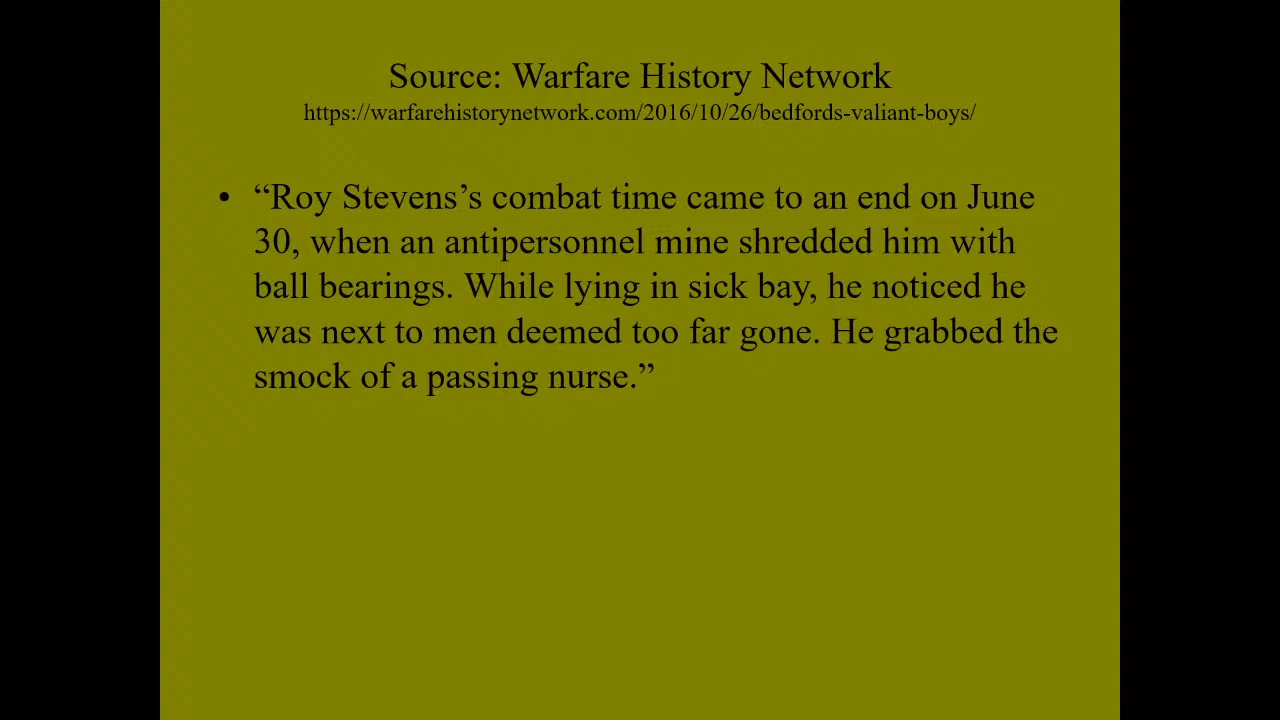 Source: Warfare History Network
https://warfarehistorynetwork.com/2016/10/26/bedfords-valiant-boys/
• “Roy Stevens’s combat time came to an end on June
30, when an antipersonnel mine shredded him with
ball bearings. While lying in sick bay, he noticed he
was next to men deemed too far gone. He grabbed the
smock of a passing nurse.”